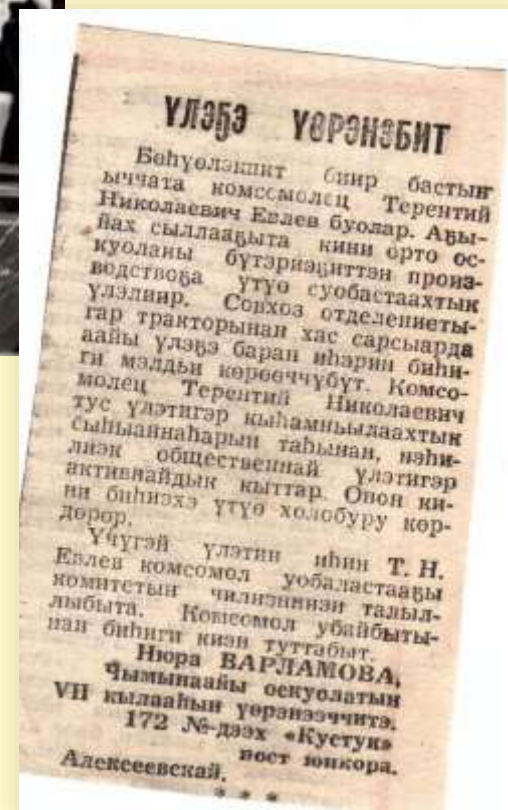 ҮЛЭҔЭ ҮӨРЭНЭБИТ
Бөһүөлэкпит биир бастыҥ
ыччата комсомолец Терентий
Николаевич Евлев буолар. Аҕы-
йах сыллааҕыта кини орто ос-
куоланы бүтэриэҕиттэн произ-
водствоҕа үтүө суобастаахтык
үлэлиир. Совхоз отделениеты-
гар тракторынан хас сарсыарда
аайы үлэҕэ баран иһэрин биһи-
ги мэлдьи көрөөччүбүт. Комсо-
молец Терентий Николаевич
тус үлэтигэр кыһамньылаахтык
сыһыаннаһарын таһынан, нэһи-
лиэк общественнай үлэтигэр
активнайдык кыттар. Онон ки-
ни биһиэхэ үтүө холобуру көр-
дөрөр.
Үчүгэй үлэтин иһин Т. Н.
Евлев комсомол уобаластааҕы
комитетын чилиэнинэн талыл-
лыбыта. Комсомол убайбыты-
нан биһиги киэн туттабыт.
Нюра ВАРЛАМОВА,
Чымынаайы оскуолатын
VII кылааһын үөрэнээччитэ.
172 №-дээх «Кустук»
пост юнкора.
Алексеевскай.
* * *